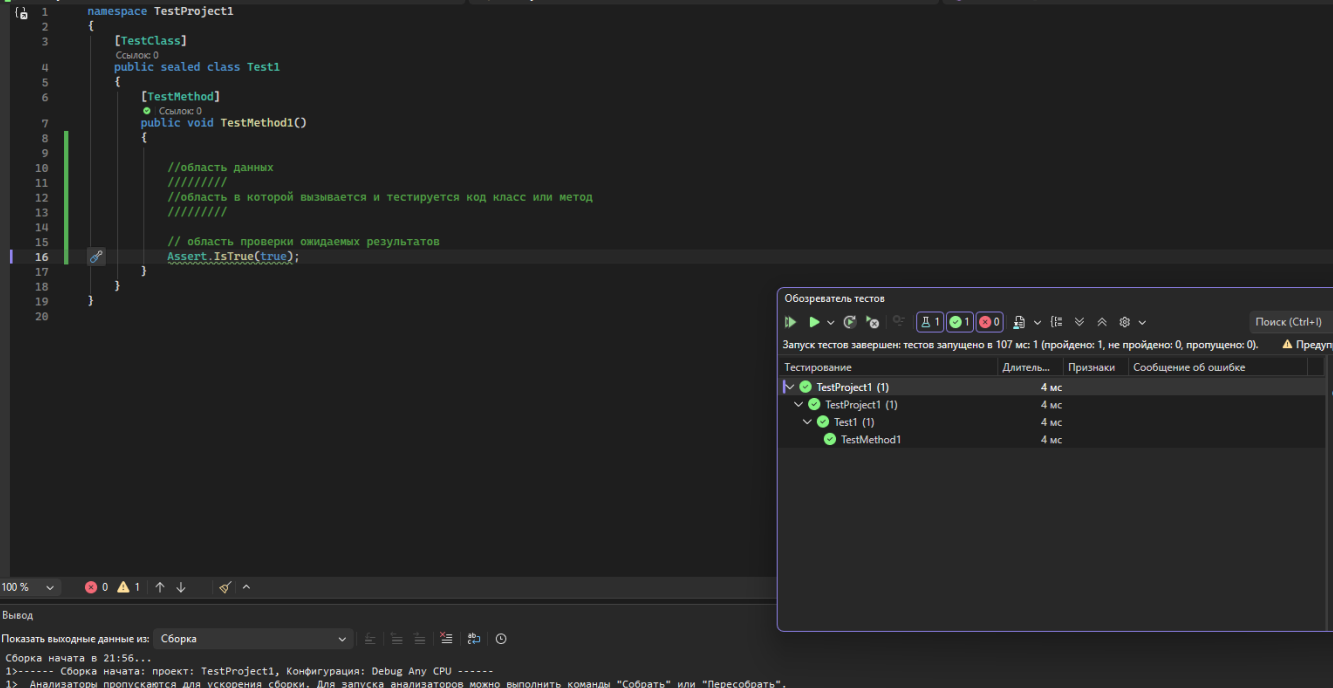 1 namespace TestProject1
2 {
3 [TestClass]
Ссылок: 0
4 public sealed class Test1
5 {
6 [TestMethod]
Ссылок: 0
7 public void TestMethod1()
8 {
9
10 //область данных
11 /////////
12 //область в которой вызывается и тестируется код класс или метод
13 /////////
14
15 // область проверки ожидаемых результатов
16 Assert.IsTrue(true);
17 }
18 }
19 }
20
Обозреватель тестов
1 1 0 Поиск (Ctrl+I)
Запуск тестов завершен: тестов запущено в 107 мс: 1 (пройдено: 1, не пройдено: 0, пропущено: 0).
Тестирование Длитель... Признаки Сообщение об ошибке
TestProject1 (1) 4 мс
TestProject1 (1) 4 мс
Test1 (1) 4 мс
TestMethod1 4 мс
100 % 0 1
Вывод
Показать выходные данные из: Сборка
Сборка начата в 21:56...
1>------ Сборка начата: проект: TestProject1, Конфигурация: Debug Any CPU ------
1> Анализаторы пропускаются для ускорения сборки. Для запуска анализаторов можно выполнить команды "Собрать" или "Пересобрать".